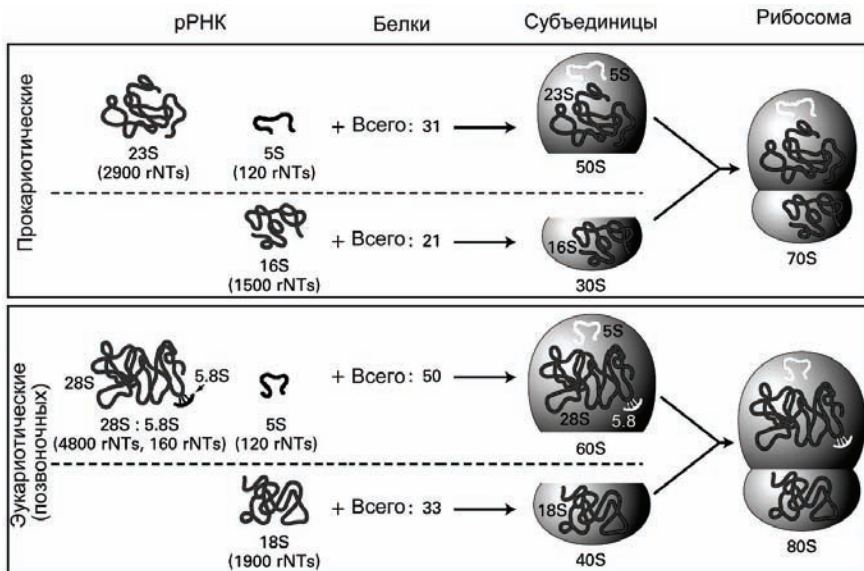 рРНК
Белки
Субъединицы
Рибосома
Прокариотические
23S
(2900 rNTs)
5S
(120 rNTs)
+ Всего: 31
5S
23S
50S
16S
(1500 rNTs)
+ Всего: 21
16S
30S
70S
Эукариотические
(позвоночных)
28S
5.8S
28S : 5.8S
(4800 rNTs, 160 rNTs)
5S
(120 rNTs)
+ Всего: 50
5S
28S
5.8
60S
18S
(1900 rNTs)
+ Всего: 33
18S
40S
80S